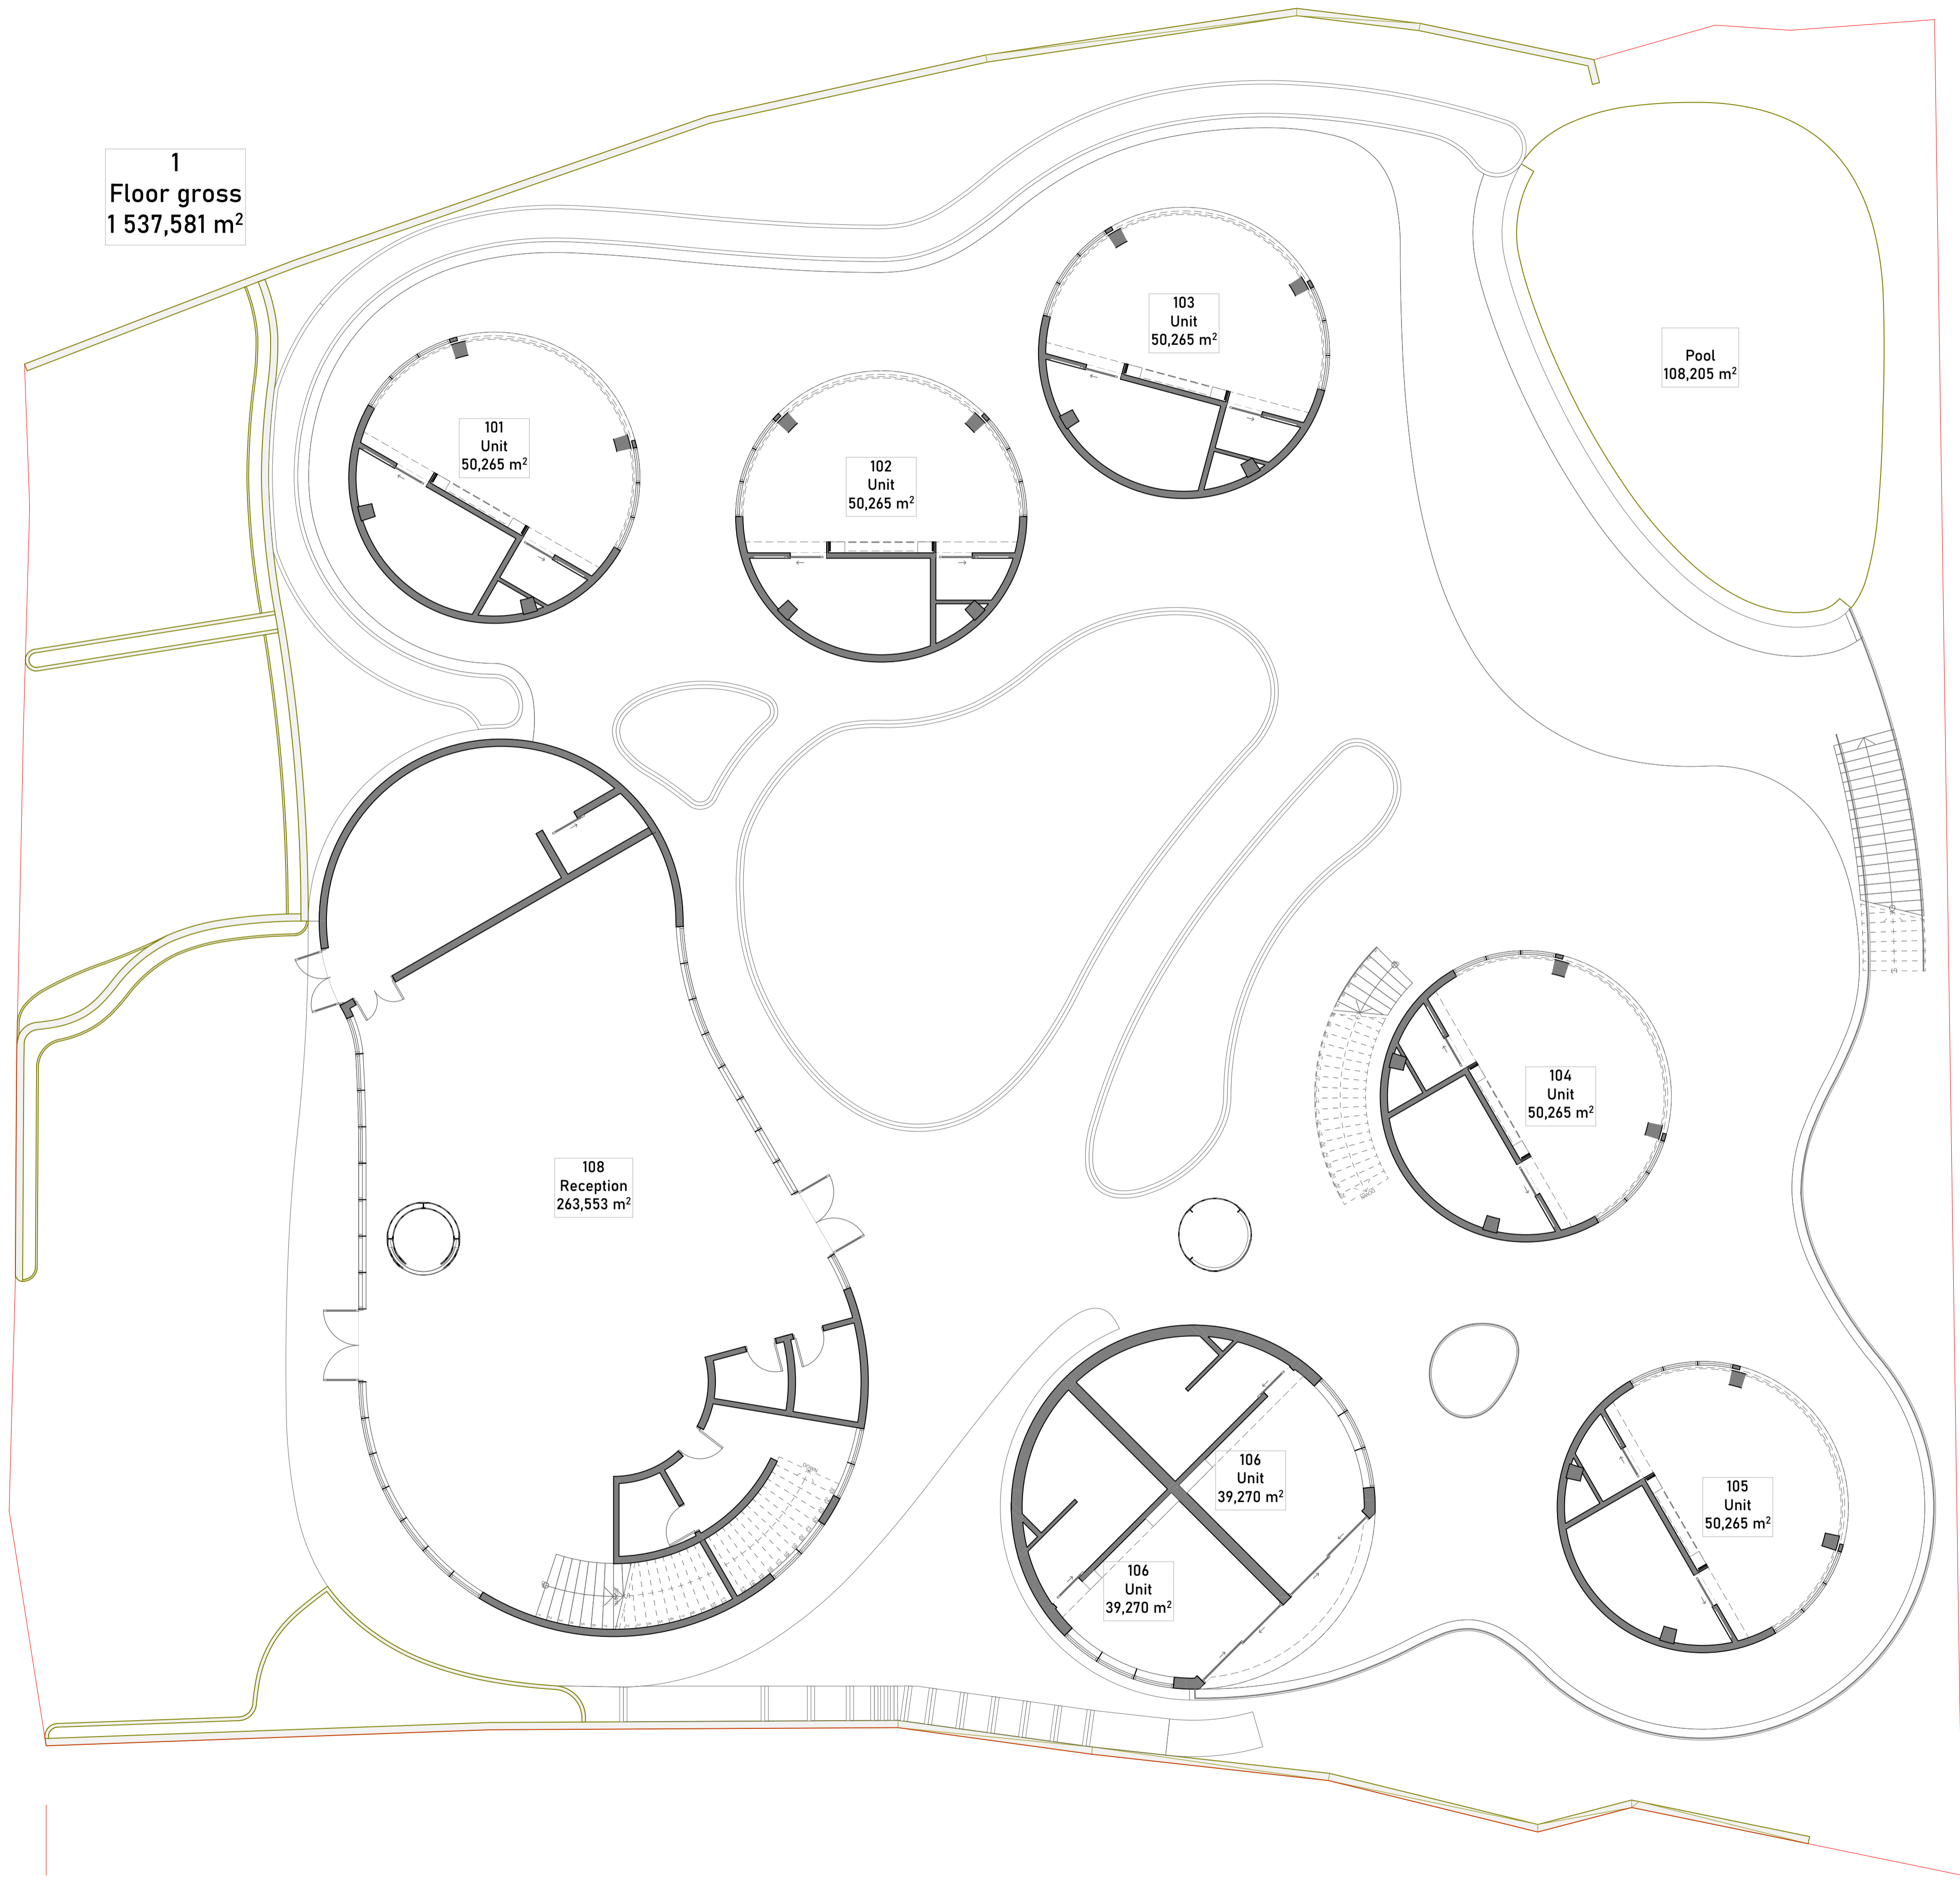 1
Floor gross
1 537,581 m²
103
Unit
50,265 m²
Pool
108,205 m²
101
Unit
50,265 m²
102
Unit
50,265 m²
104
Unit
50,265 m²
108
Reception
263,553 m²
106
Unit
39,270 m²
105
Unit
50,265 m²
106
Unit
39,270 m²